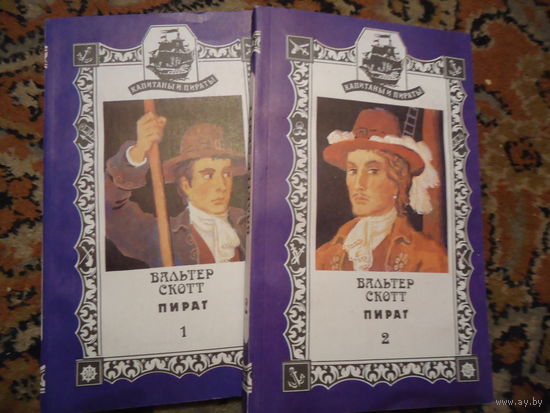 КАПИТАНЫ И ПИРАТЫ
ВАЛЬТЕР
СКОТТ
ПИРАТ
1
КАПИТАНЫ И ПИРАТЫ
ВАЛЬТЕР
СКОТТ
ПИРАТ
2
www.ay.by